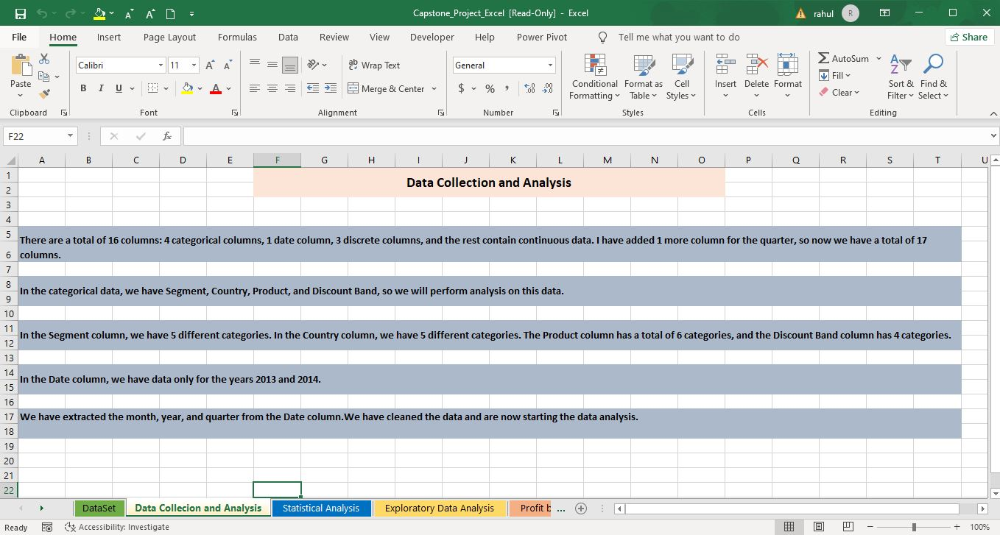 Capstone_Project_Excel [Read-Only] - Excel
rahul R
File Home Insert Page Layout Formulas Data Review View Developer Help Power Pivot Tell me what you want to do Share
Calibri 11 Wrap Text General AutoSum
Paste Conditional Format as Cell Insert Delete Format Fill Sort & Find &
B I U Merge & Center $ % Formatting Table Styles Clear Filter Select
Clipboard Font Alignment Number Styles Cells Editing
F22 fx
A B C D E F G H I J K L M N O P Q R S T U
1
Data Collection and Analysis
2
3
4
5
There are a total of 16 columns: 4 categorical columns, 1 date column, 3 discrete columns, and the rest contain continuous data. I have added 1 more column for the quarter, so now we have a total of 17
6 columns.
7
8
In the categorical data, we have Segment, Country, Product, and Discount Band, so we will perform analysis on this data.
9
10
11
In the Segment column, we have 5 different categories. In the Country column, we have 5 different categories. The Product column has a total of 6 categories, and the Discount Band column has 4 categories.
12
13
14
In the Date column, we have data only for the years 2013 and 2014.
15
16
17 We have extracted the month, year, and quarter from the Date column.We have cleaned the data and are now starting the data analysis.
18
19
20
21
22
DataSet Data Collecion and Analysis Statistical Analysis Exploratory Data Analysis Profit b ...
Ready Accessibility: Investigate 100%